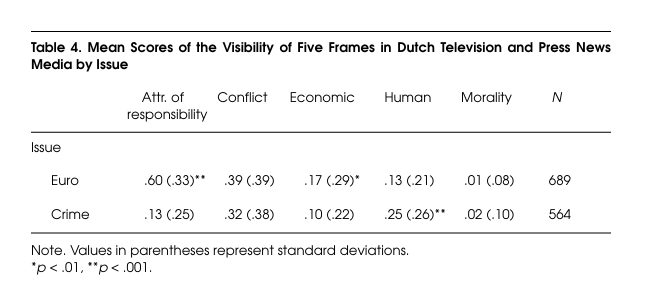 Table 4. Mean Scores of the Visibility of Five Frames in Dutch Television and Press News
Media by Issue
Attr. of responsibility Conflict Economic Human Morality N
Issue
Euro .60 (.33)** .39 (.39) .17 (.29)* .13 (.21) .01 (.08) 689
Crime .13 (.25) .32 (.38) .10 (.22) .25 (.26)** .02 (.10) 564
Note. Values in parentheses represent standard deviations.
*p < .01, **p < .001.